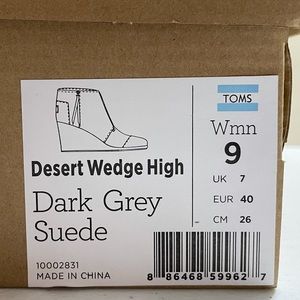 TOMS
Wmn
9
UK 7
EUR 40
CM 26
Desert Wedge High
Dark Grey
Suede
10002831
MADE IN CHINA
8 86468 59962 7